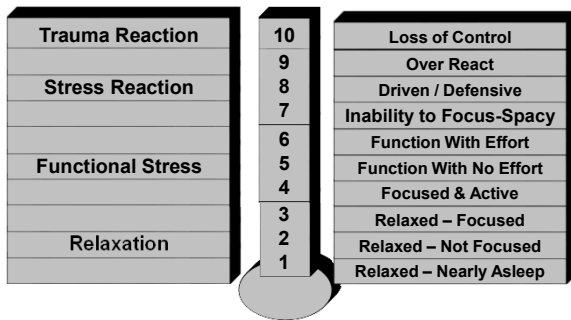 Trauma Reaction 10 Loss of Control
9 Over React
Stress Reaction 8 Driven / Defensive
7 Inability to Focus-Spacy
6 Function With Effort
Functional Stress 5 Function With No Effort
4 Focused & Active
3 Relaxed – Focused
Relaxation 2 Relaxed – Not Focused
1 Relaxed – Nearly Asleep